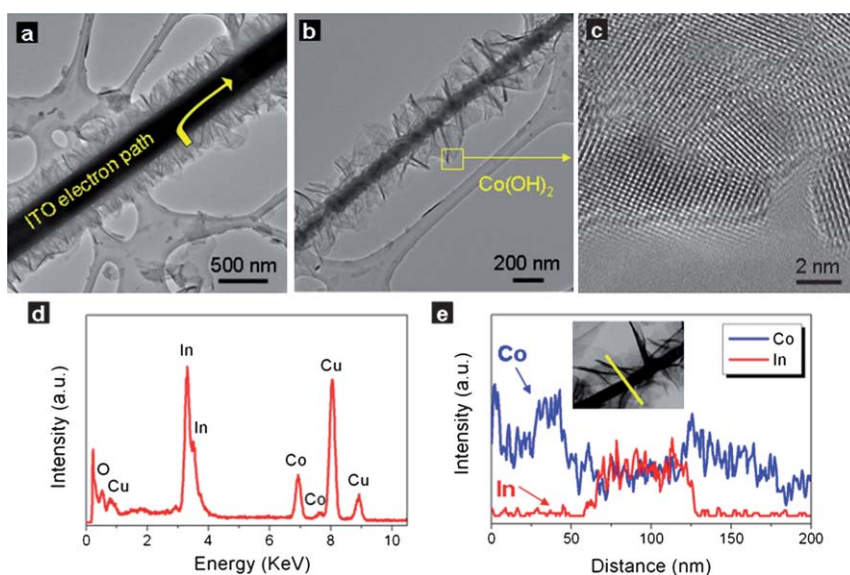 a
ITO electron path
500 nm
b
Co(OH)2
200 nm
c
2 nm
d
Intensity (a.u.)
O
Cu
In
In
Co
Co
Cu
Cu
0 2 4 6 8 10
Energy (KeV)
e
Intensity (a.u.)
Co
In
Co
In
0 50 100 150 200
Distance (nm)